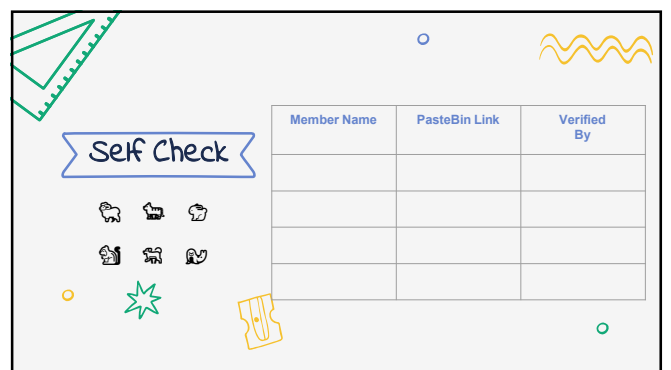 Self Check
Member Name
PasteBin Link
Verified
By